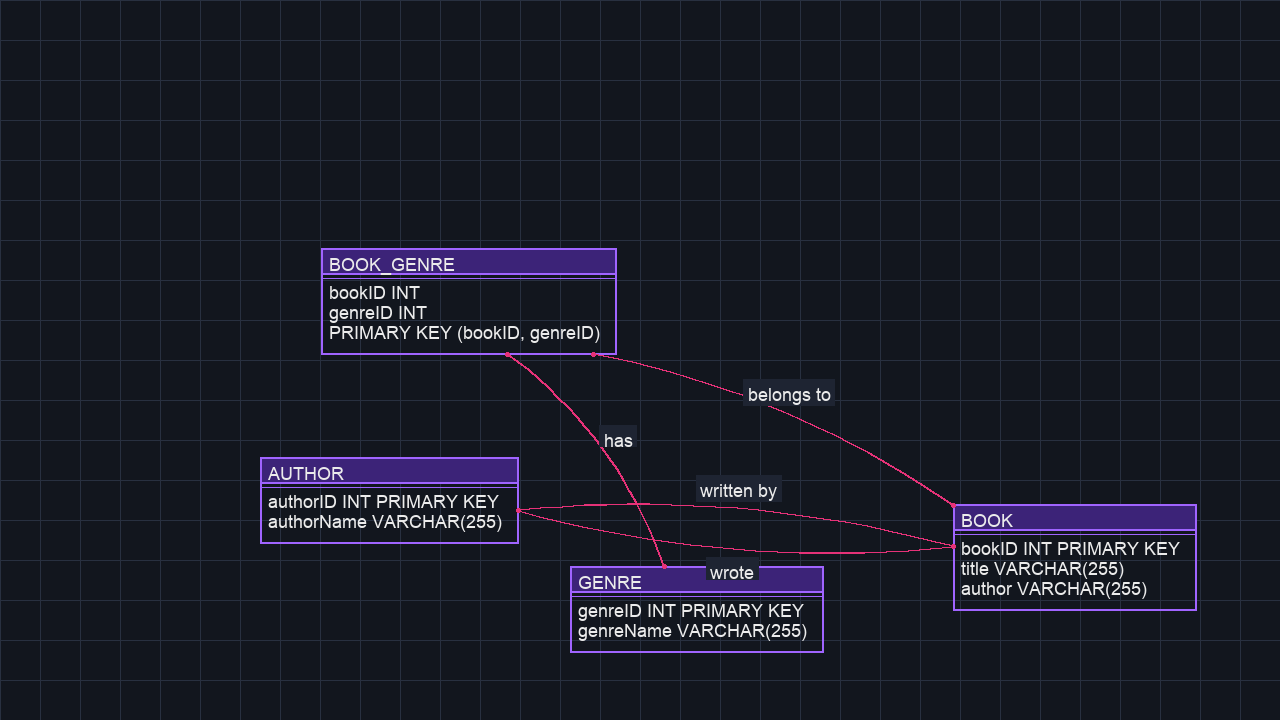 BOOK_GENRE
bookID INT
genreID INT
PRIMARY KEY (bookID, genreID)
belongs to
has
AUTHOR
authorID INT PRIMARY KEY
authorName VARCHAR(255)
written by
BOOK
bookID INT PRIMARY KEY
title VARCHAR(255)
author VARCHAR(255)
wrote
GENRE
genreID INT PRIMARY KEY
genreName VARCHAR(255)